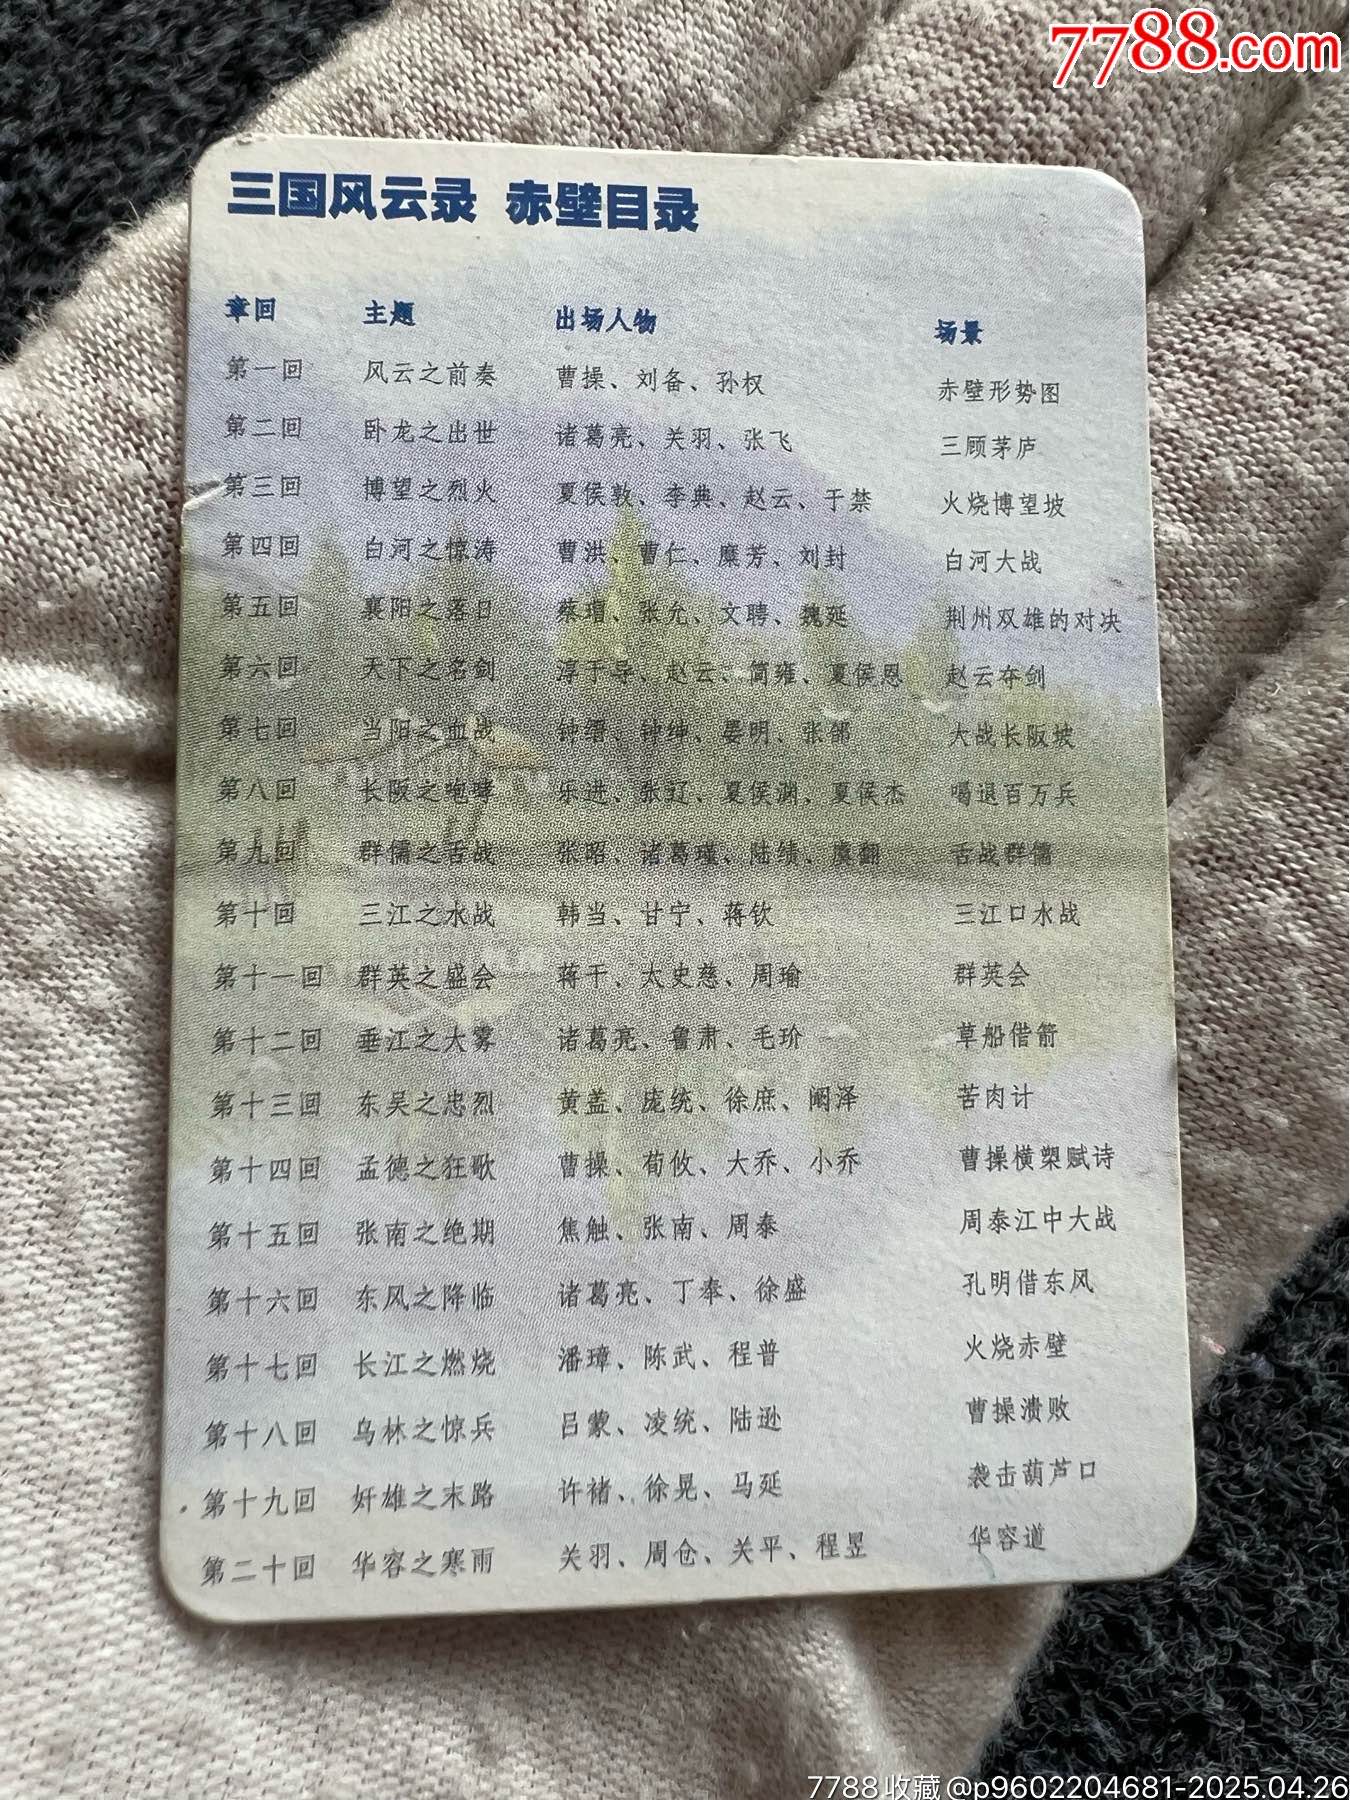 7788.com
三国风云录 赤壁目录
章回 主题 出场人物 场景
第一回 风云之前奏 曹操、刘备、孙权 赤壁形势图
第二回 卧龙之出世 诸葛亮、关羽、张飞 三顾茅庐
第三回 博望之烈火 夏侯敦、李典、赵云、于禁 火烧博望坡
第四回 白河之惊涛 曹洪、曹仁、糜芳、刘封 白河大战
第五回 襄阳之落日 蔡瑁、张允、文聘、魏延 荆州双雄的对决
第六回 天下之名剑 淳于导、赵云、简雍、夏侯恩 赵云夺剑
第七回 当阳之血战 钟缙、钟绅、晏明、张郃 大战长阪坡
第八回 长阪之咆哮 乐进、张辽、夏侯渊、夏侯杰 喝退百万兵
第九回 群儒之舌战 张昭、诸葛瑾、陆绩、虞翻 舌战群儒
第十回 三江之水战 韩当、甘宁、蒋钦 三江口水战
第十一回 群英之盛会 蒋干、太史慈、周瑜 群英会
第十二回 垂江之大雾 诸葛亮、鲁肃、毛玠 草船借箭
第十三回 东吴之忠烈 黄盖、庞统、徐庶、阚泽 苦肉计
第十四回 孟德之狂歌 曹操、荀攸、大乔、小乔 曹操横槊赋诗
第十五回 张南之绝期 焦触、张南、周泰 周泰江中大战
第十六回 东风之降临 诸葛亮、丁奉、徐盛 孔明借东风
第十七回 长江之燃烧 潘璋、陈武、程普 火烧赤壁
第十八回 乌林之惊兵 吕蒙、凌统、陆逊 曹操溃败
第十九回 奸雄之末路 许褚、徐晃、马延 袭击葫芦口
第二十回 华容之寒雨 关羽、周仓、关平、程昱 华容道
7788收藏@p9602204681-2025.04.26